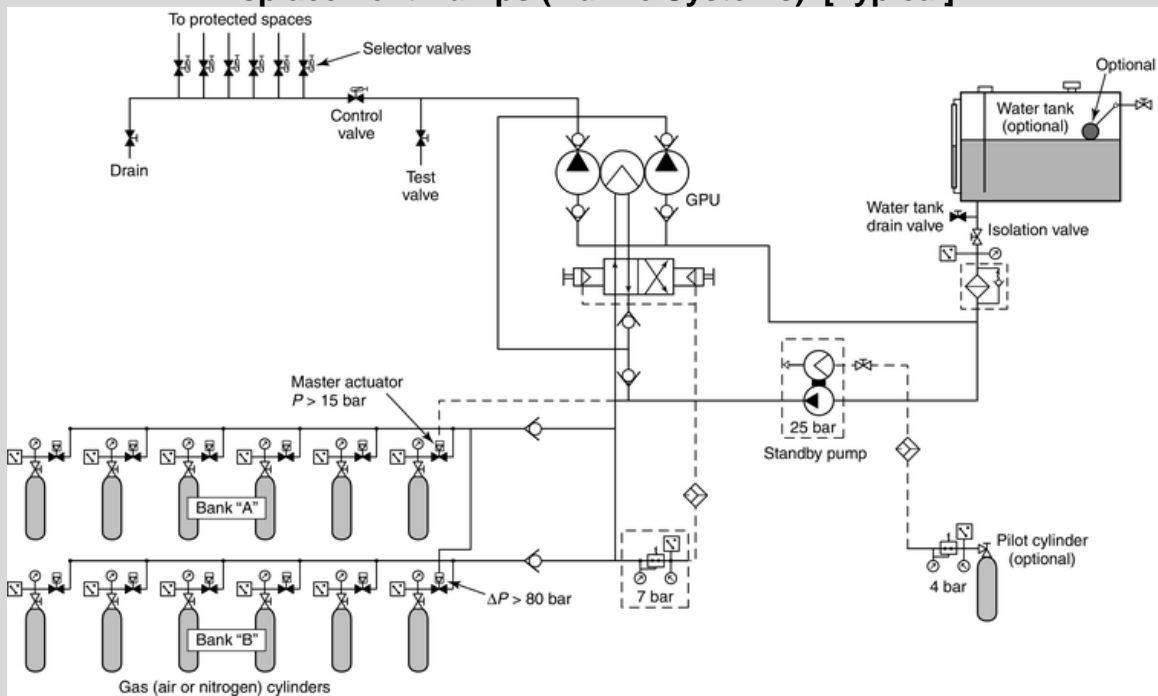 To protected spaces
Selector valves
Control
valve
Drain
Test
valve
GPU
Optional
Water tank
(optional)
Water tank
drain valve
Isolation valve
Master actuator
P > 15 bar
25 bar
Standby pump
Bank "A"
Pilot cylinder
(optional)
4 bar
7 bar
ΔP > 80 bar
Bank "B"
Gas (air or nitrogen) cylinders